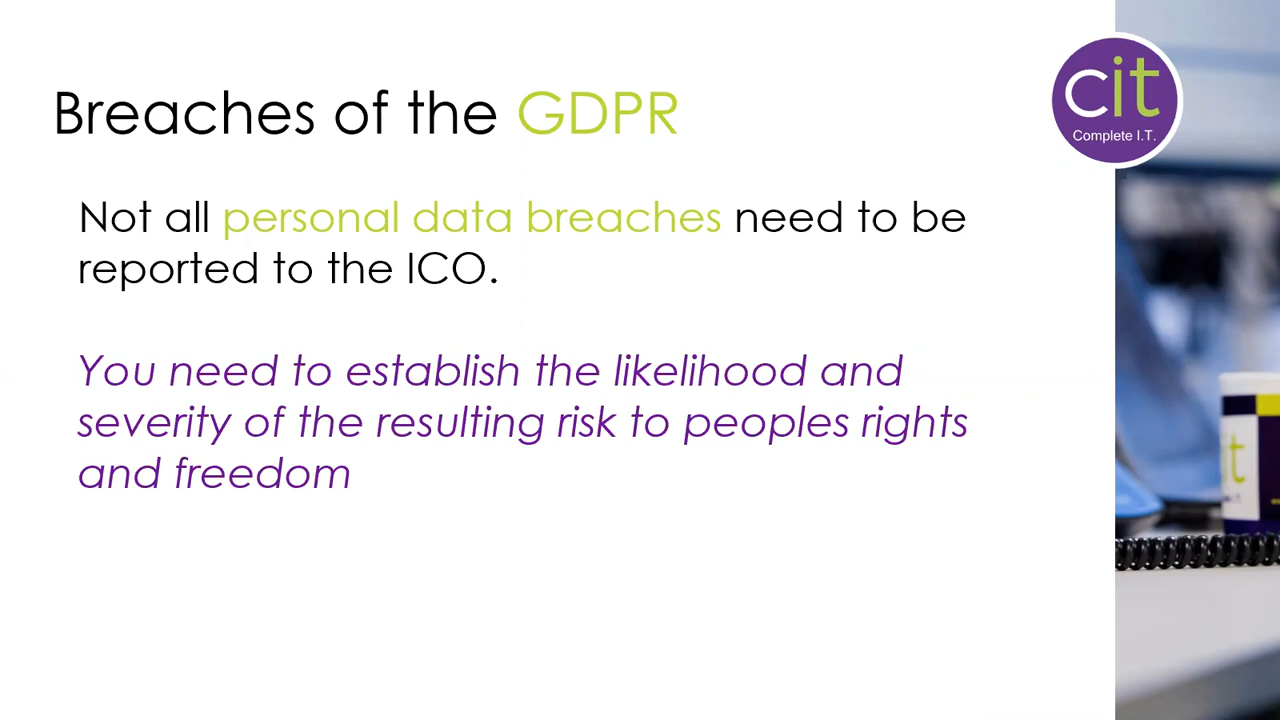 Breaches of the GDPR
cit
Complete I.T.
Not all personal data breaches need to be
reported to the ICO.
You need to establish the likelihood and
severity of the resulting risk to peoples rights
and freedom
it